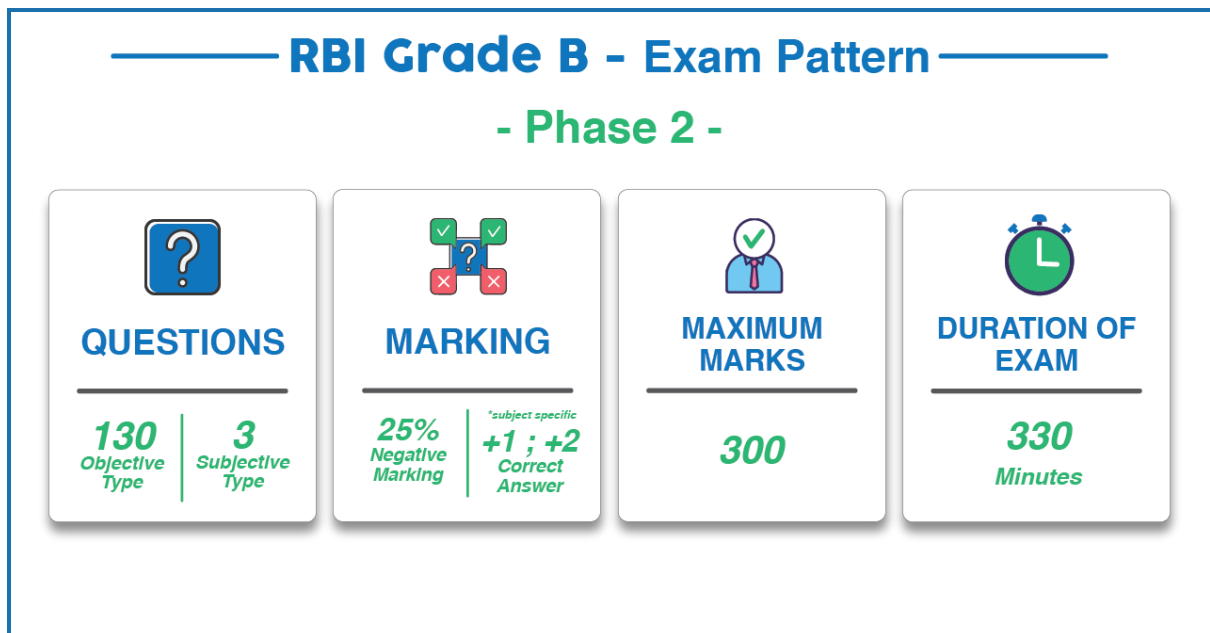 RBI Grade B - Exam Pattern
- Phase 2 -
?
QUESTIONS
130
Objective
Type
3
Subjective
Type
?
MARKING
25%
Negative
Marking
*subject specific
+1 ; +2
Correct
Answer
MAXIMUM
MARKS
300
DURATION OF
EXAM
330
Minutes